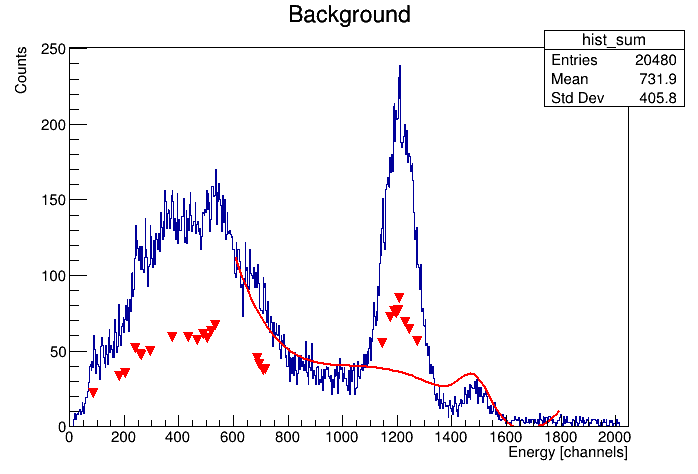 Background
hist_sum
Entries 20480
Mean 731.9
Std Dev 405.8
Counts
250
200
150
100
50
0
0 200 400 600 800 1000 1200 1400 1600 1800 2000
Energy [channels]